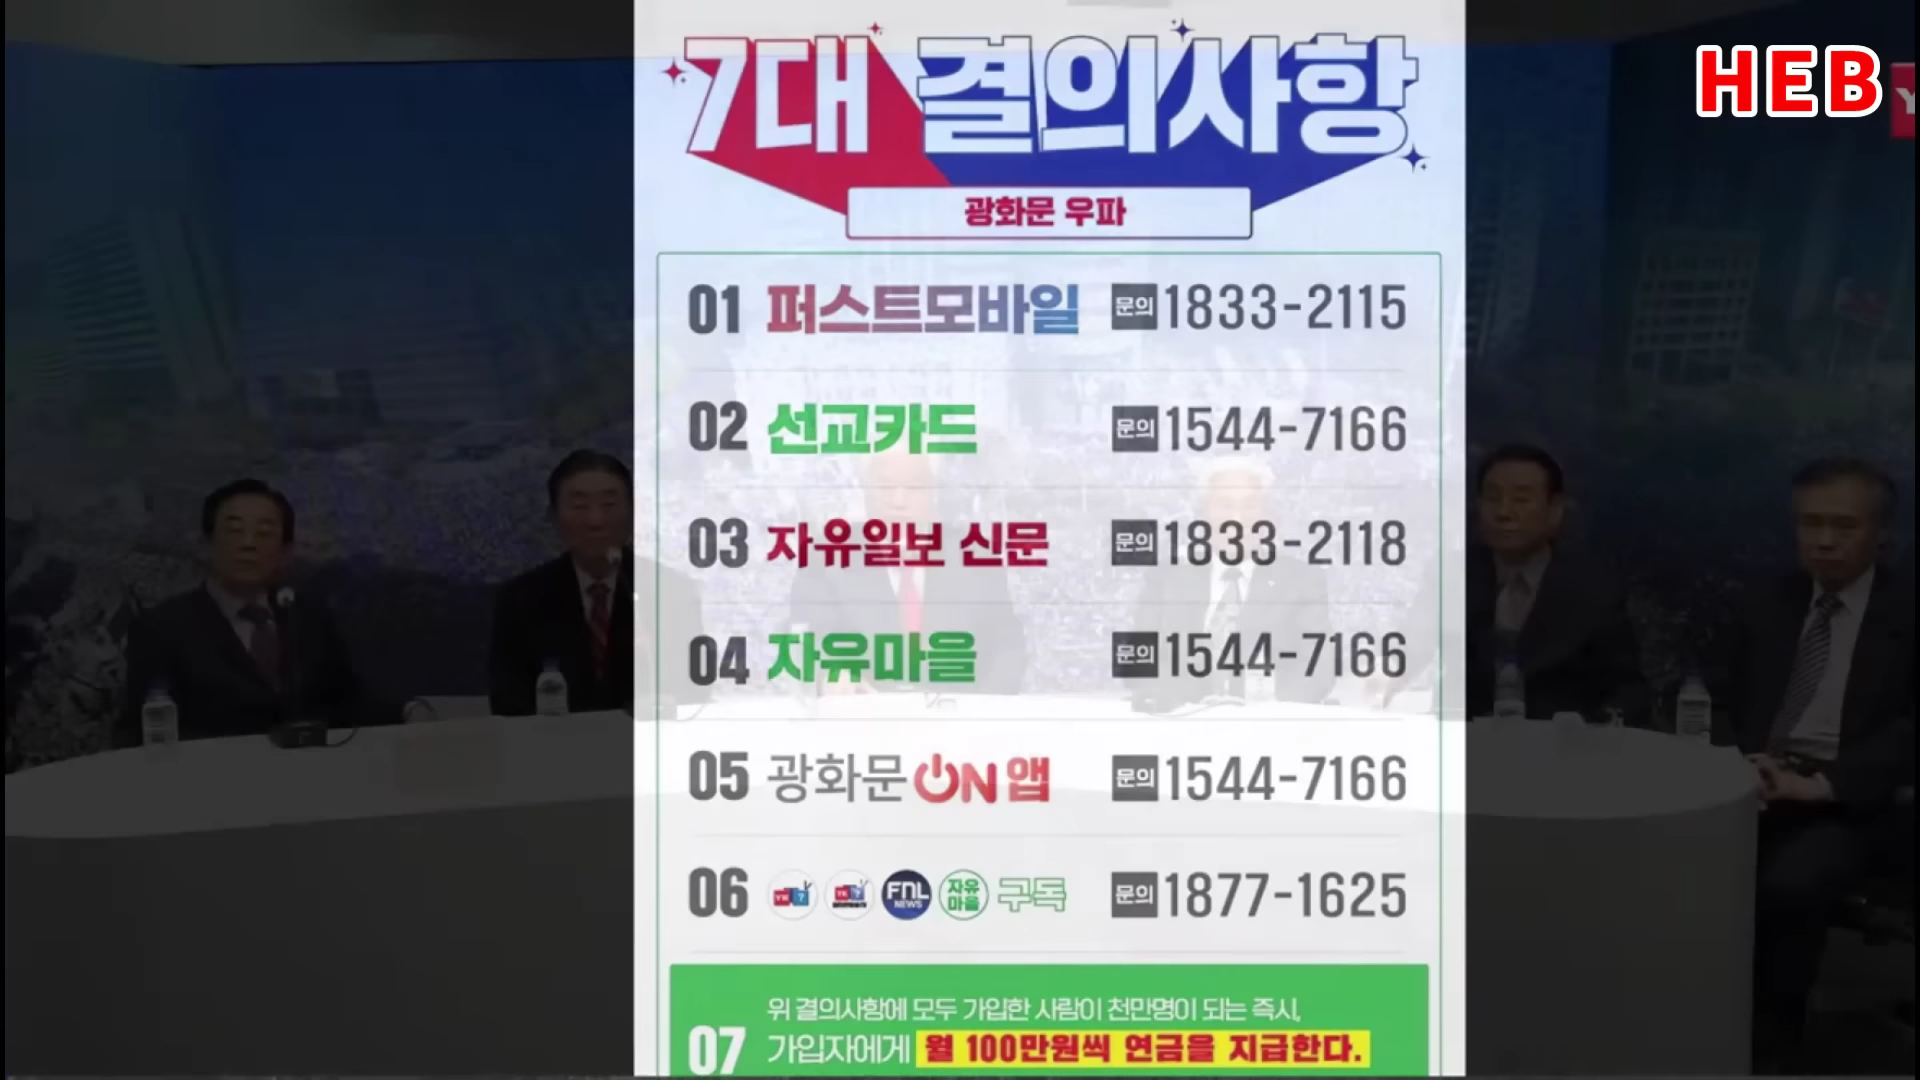 7대 결의사항
HEB
광화문 우파
01 퍼스트모바일 문의 1833-2115
02 선교카드 문의 1544-7166
03 자유일보 신문 문의 1833-2118
04 자유마을 문의 1544-7166
05 광화문 ON 앱 문의 1544-7166
06 FNL NEWS 자유마을 구독 문의 1877-1625
위 결의사항에 모두 가입한 사람이 천만명이 되는 즉시,
07 가입자에게 월 100만원씩 연금을 지급한다.